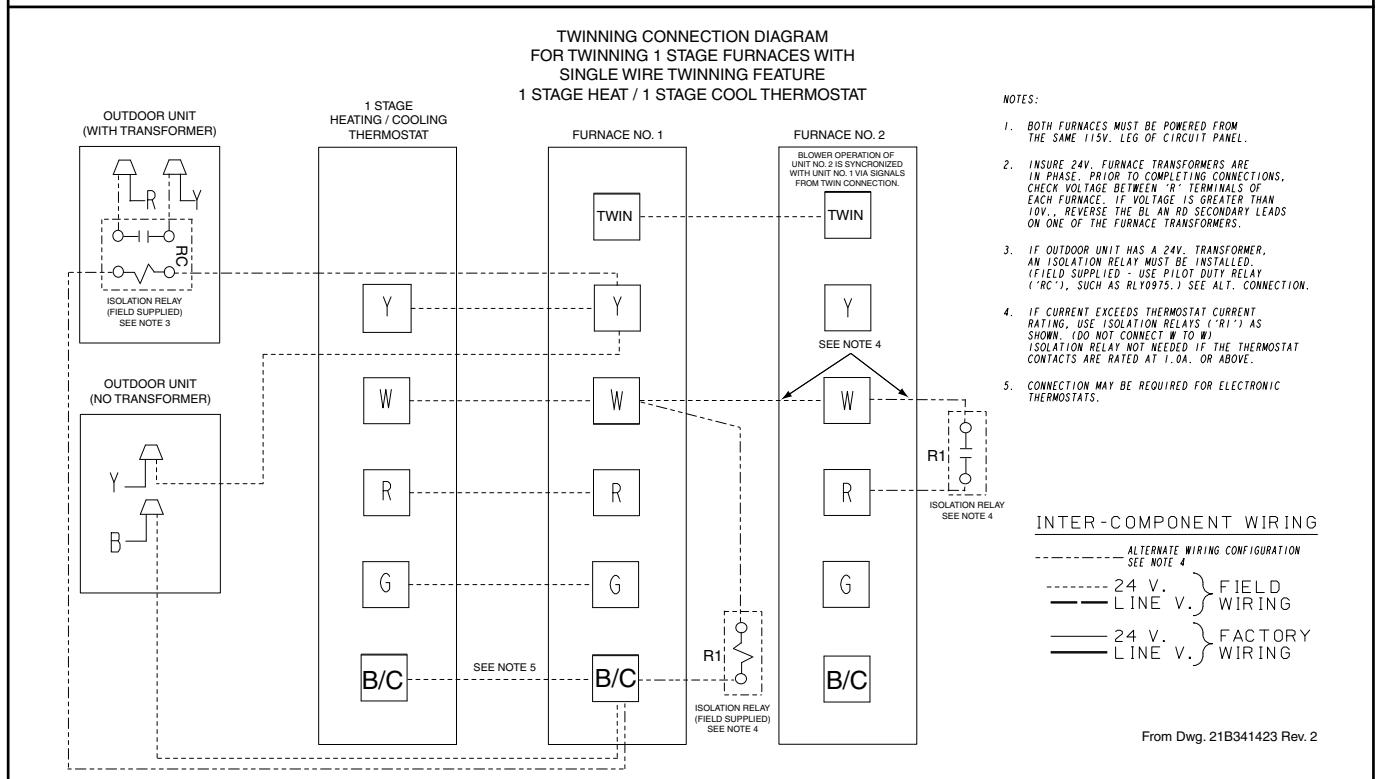 TWINNING CONNECTION DIAGRAM
FOR TWINNING 1 STAGE FURNACES WITH
SINGLE WIRE TWINNING FEATURE
1 STAGE HEAT / 1 STAGE COOL THERMOSTAT
OUTDOOR UNIT
(WITH TRANSFORMER)
R
Y
RC
ISOLATION RELAY
(FIELD SUPPLIED)
SEE NOTE 3
OUTDOOR UNIT
(NO TRANSFORMER)
Y
B
1 STAGE
HEATING / COOLING
THERMOSTAT
Y
W
R
G
B/C
SEE NOTE 5
FURNACE NO. 1
TWIN
Y
W
R
G
B/C
R1
ISOLATION RELAY
(FIELD SUPPLIED)
SEE NOTE 4
FURNACE NO. 2
BLOWER OPERATION OF
UNIT NO. 2 IS SYNCRONIZED
WITH UNIT NO. 1 VIA SIGNALS
FROM TWIN CONNECTION.
TWIN
Y
SEE NOTE 4
W
R
G
B/C
R1
ISOLATION RELAY
SEE NOTE 4
NOTES:
1. BOTH FURNACES MUST BE POWERED FROM
THE SAME 115V. LEG OF CIRCUIT PANEL.
2. INSURE 24V. FURNACE TRANSFORMERS ARE
IN PHASE. PRIOR TO COMPLETING CONNECTIONS,
CHECK VOLTAGE BETWEEN 'R' TERMINALS OF
EACH FURNACE. IF VOLTAGE IS GREATER THAN
10V., REVERSE THE BL AN RD SECONDARY LEADS
ON ONE OF THE FURNACE TRANSFORMERS.
3. IF OUTDOOR UNIT HAS A 24V. TRANSFORMER,
AN ISOLATION RELAY MUST BE INSTALLED.
(FIELD SUPPLIED - USE PILOT DUTY RELAY
('RC'), SUCH AS RLY0975.) SEE ALT. CONNECTION.
4. IF CURRENT EXCEEDS THERMOSTAT CURRENT
RATING, USE ISOLATION RELAYS ('R1') AS
SHOWN. (DO NOT CONNECT W TO W)
ISOLATION RELAY NOT NEEDED IF THE THERMOSTAT
CONTACTS ARE RATED AT 1.0A. OR ABOVE.
5. CONNECTION MAY BE REQUIRED FOR ELECTRONIC
THERMOSTATS.
INTER-COMPONENT WIRING
ALTERNATE WIRING CONFIGURATION
SEE NOTE 4
24 V. FIELD
LINE V. WIRING
24 V. FACTORY
LINE V. WIRING
From Dwg. 21B341423 Rev. 2